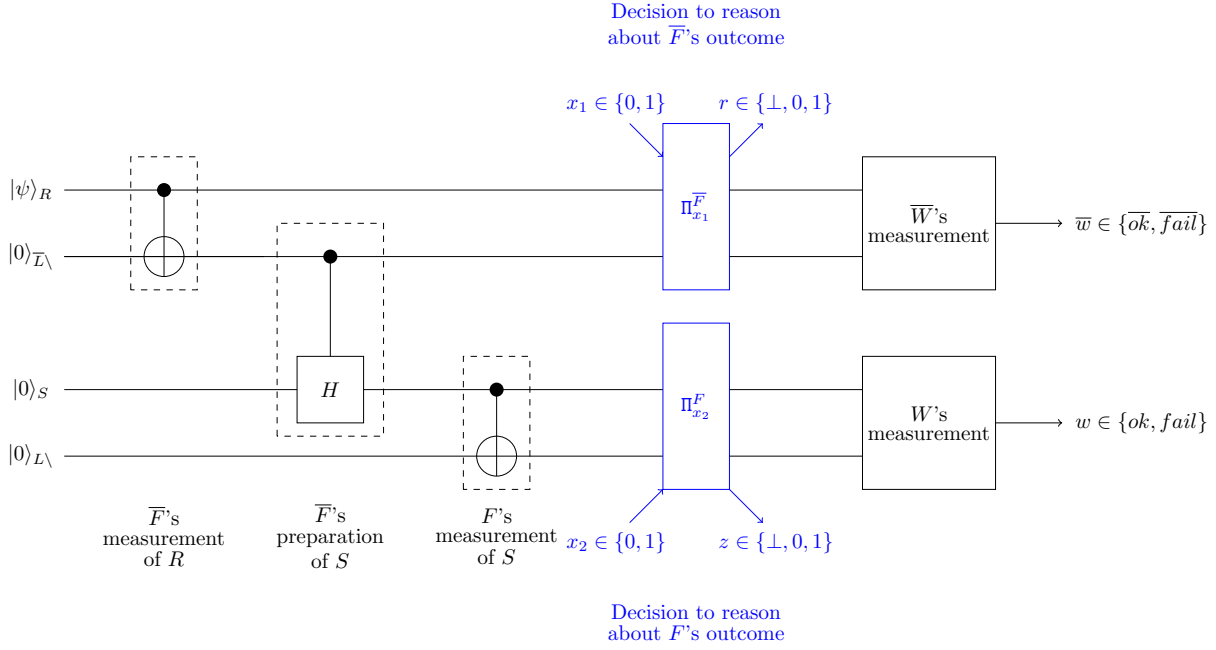 Decision to reason
about F̅'s outcome
x₁ ∈ {0, 1}
r ∈ {⊥, 0, 1}
|ψ⟩_R
Π^F̅_x₁
W̅'s
measurement
w̅ ∈ {o̅k̅, f̅a̅i̅l̅}
|0⟩_L̅\
|0⟩_S
H
Π^F_x₂
W's
measurement
w ∈ {ok, fail}
|0⟩_L\
F̅'s
measurement
of R
F̅'s
preparation
of S
F's
measurement
of S
x₂ ∈ {0, 1}
z ∈ {⊥, 0, 1}
Decision to reason
about F's outcome